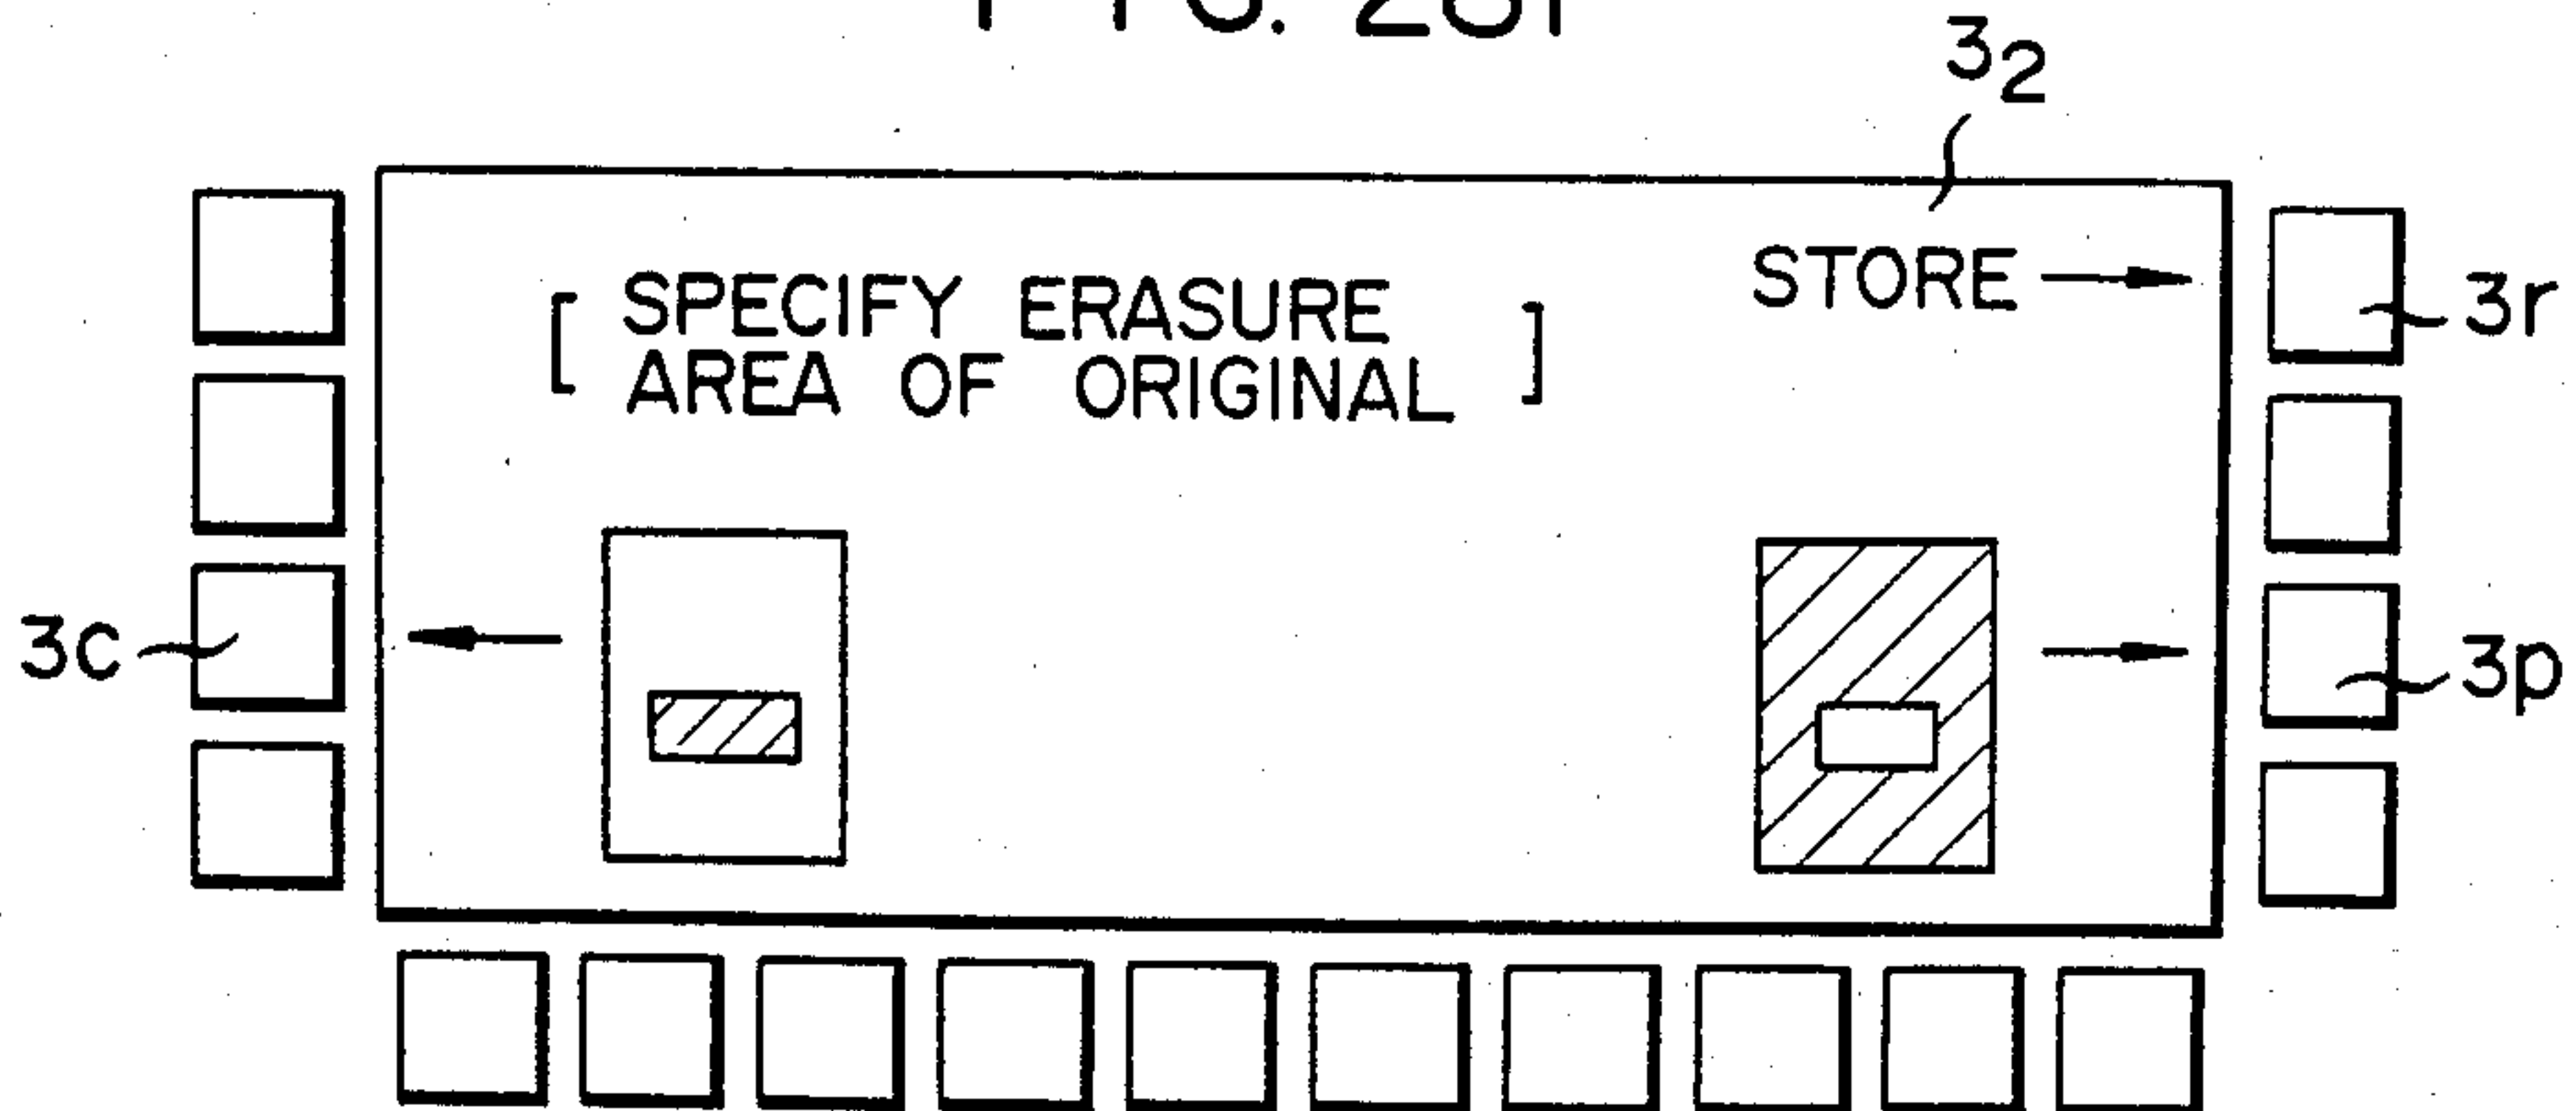 3₂
STORE
SPECIFY ERASURE
AREA OF ORIGINAL
3r
3c
3p